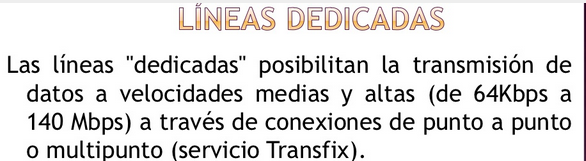 LÍNEAS DEDICADAS
Las líneas "dedicadas" posibilitan la transmisión de
datos a velocidades medias y altas (de 64Kbps a
140 Mbps) a través de conexiones de punto a punto
o multipunto (servicio Transfix).